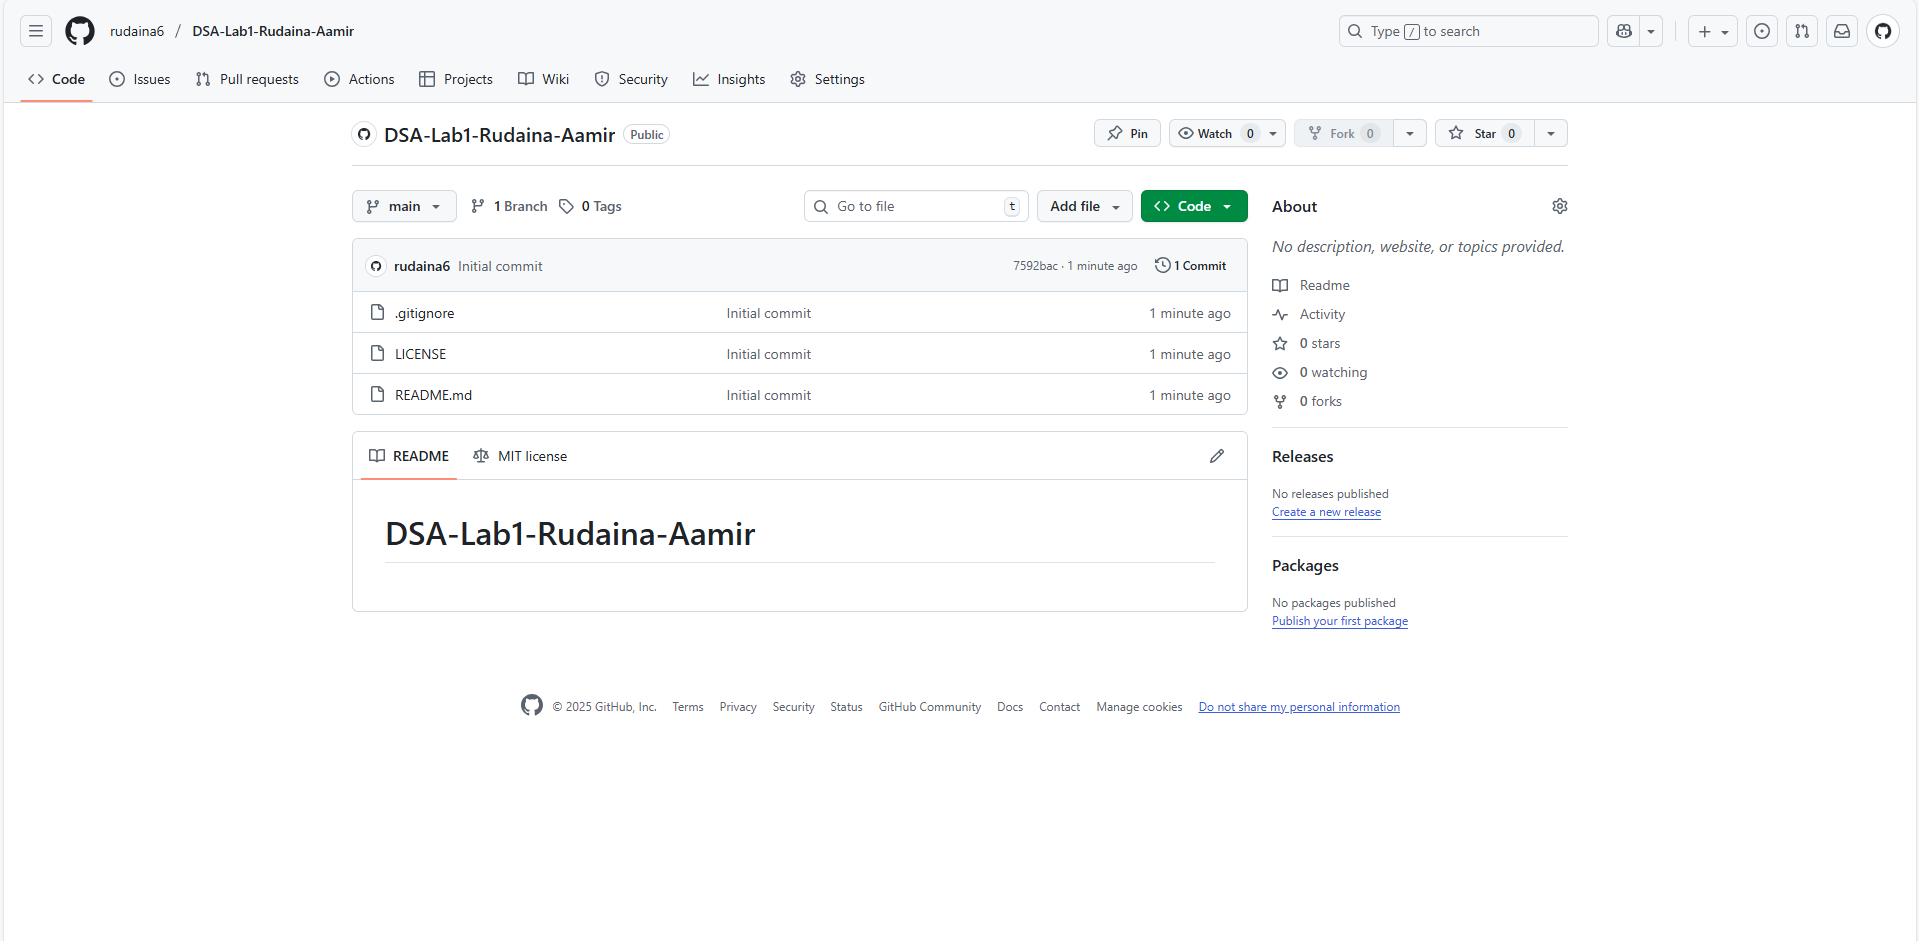 rudaina6 / DSA-Lab1-Rudaina-Aamir
Type / to search
Code Issues Pull requests Actions Projects Wiki Security Insights Settings
DSA-Lab1-Rudaina-Aamir Public
Pin Watch 0 Fork 0 Star 0
main 1 Branch 0 Tags
Go to file t Add file Code
rudaina6 Initial commit 7592bac · 1 minute ago 1 Commit
.gitignore Initial commit 1 minute ago
LICENSE Initial commit 1 minute ago
README.md Initial commit 1 minute ago
README MIT license
DSA-Lab1-Rudaina-Aamir
About
No description, website, or topics provided.
Readme
Activity
0 stars
0 watching
0 forks
Releases
No releases published
Create a new release
Packages
No packages published
Publish your first package
© 2025 GitHub, Inc. Terms Privacy Security Status GitHub Community Docs Contact Manage cookies Do not share my personal information